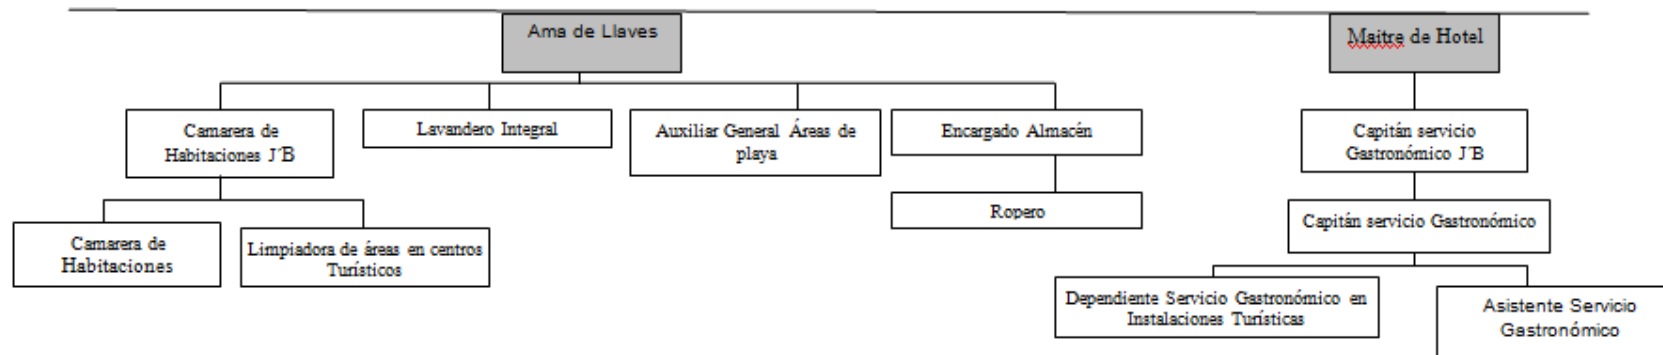 Ama de Llaves
Maitre de Hotel
Camarera de
Habitaciones J´B
Lavandero Integral
Auxiliar General Áreas de
playa
Encargado Almacén
Capitán servicio
Gastronómico J´B
Ropero
Capitán servicio Gastronómico
Camarera de
Habitaciones
Limpiadora de áreas en centros
Turísticos
Dependiente Servicio Gastronómico en
Instalaciones Turísticas
Asistente Servicio
Gastronómico